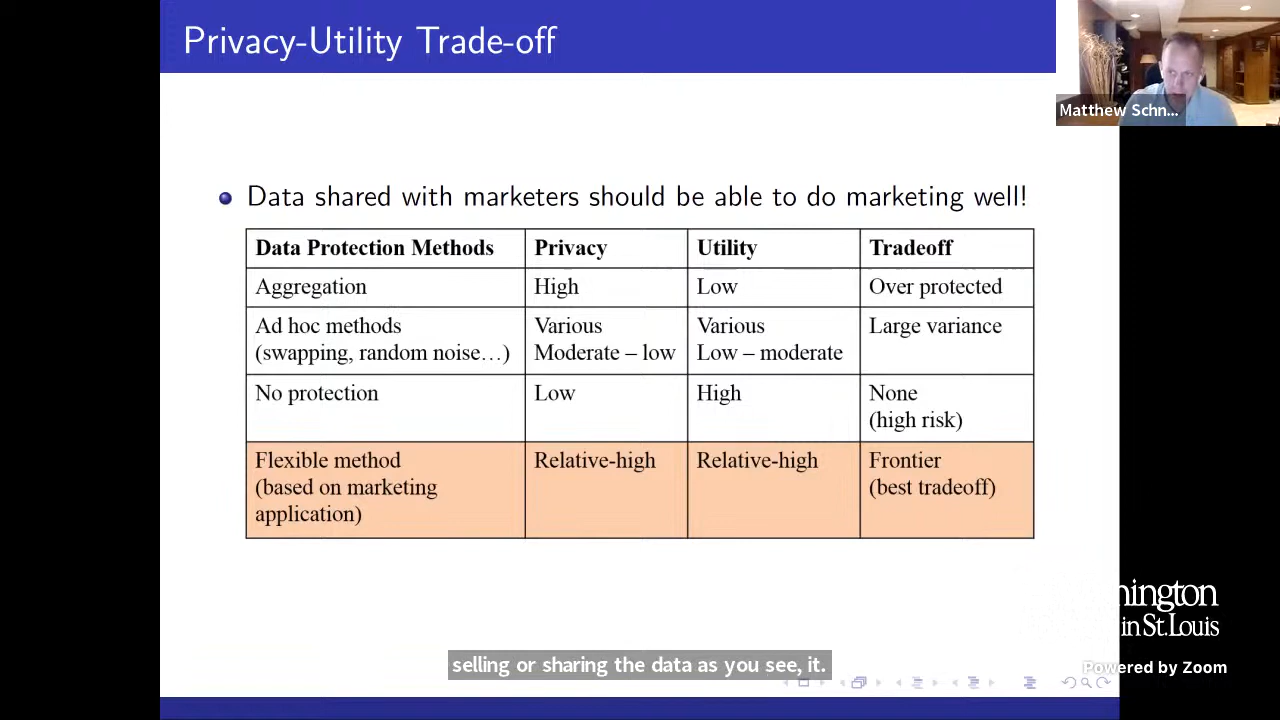 Privacy-Utility Trade-off
Matthew Schn...
Data shared with marketers should be able to do marketing well!
Data Protection Methods Privacy Utility Tradeoff
Aggregation High Low Over protected
Ad hoc methods Various Various Large variance
(swapping, random noise…) Moderate – low Low – moderate
No protection Low High None
(high risk)
Flexible method Relative-high Relative-high Frontier
(based on marketing (best tradeoff)
application)
in St. Louis
selling or sharing the data as you see, it.
Powered by Zoom